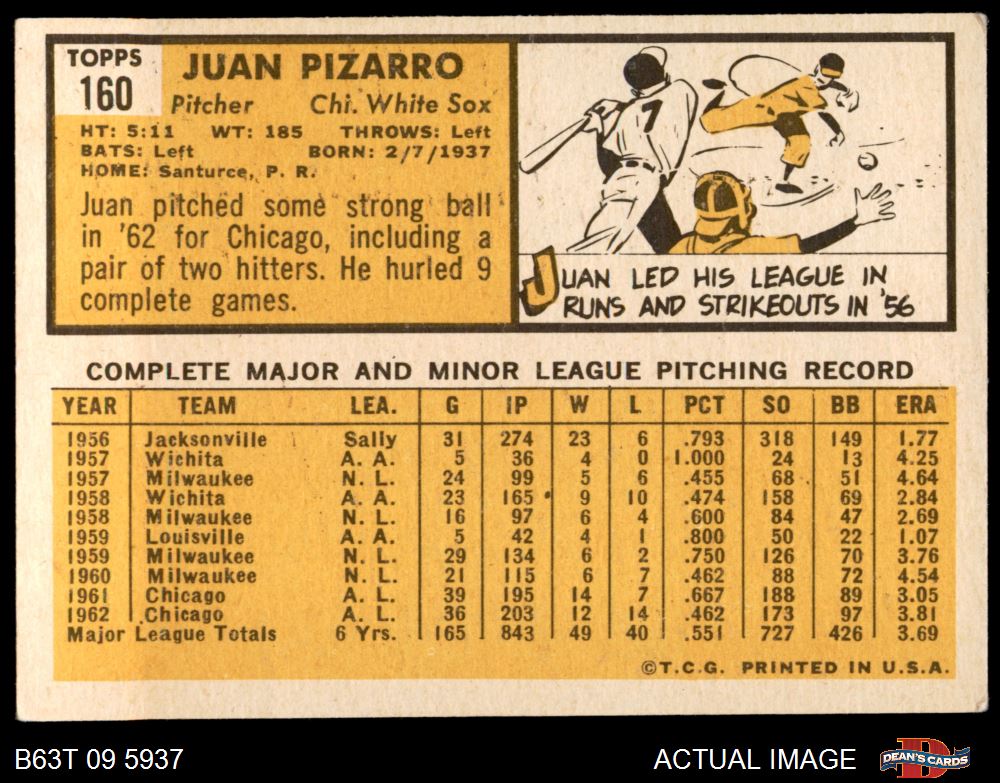 TOPPS
160
JUAN PIZARRO
Pitcher Chi. White Sox
HT: 5:11 WT: 185 THROWS: Left
BATS: Left BORN: 2/7/1937
HOME: Santurce, P. R.
Juan pitched some strong ball
in '62 for Chicago, including a
pair of two hitters. He hurled 9
complete games.
7
JUAN LED HIS LEAGUE IN
RUNS AND STRIKEOUTS IN '56
COMPLETE MAJOR AND MINOR LEAGUE PITCHING RECORD
YEAR TEAM LEA. G IP W L PCT SO BB ERA
1956 Jacksonville Sally 31 274 23 6 .793 318 149 1.77
1957 Wichita A. A. 5 36 4 0 1.000 24 13 4.25
1957 Milwaukee N. L. 24 99 5 6 .455 68 51 4.64
1958 Wichita A. A. 23 165 9 10 .474 158 69 2.84
1958 Milwaukee N. L. 16 97 6 4 .600 84 47 2.69
1959 Louisville A. A. 5 42 4 1 .800 50 22 1.07
1959 Milwaukee N. L. 29 134 6 2 .750 126 70 3.76
1960 Milwaukee N. L. 21 115 6 7 .462 88 72 4.54
1961 Chicago A. L. 39 195 14 7 .667 188 89 3.05
1962 Chicago A. L. 36 203 12 14 .462 173 97 3.81
Major League Totals 6 Yrs. 165 843 49 40 .551 727 426 3.69
©T.C.G. PRINTED IN U.S.A.
B63T 09 5937 ACTUAL IMAGE DEAN'S CARDS